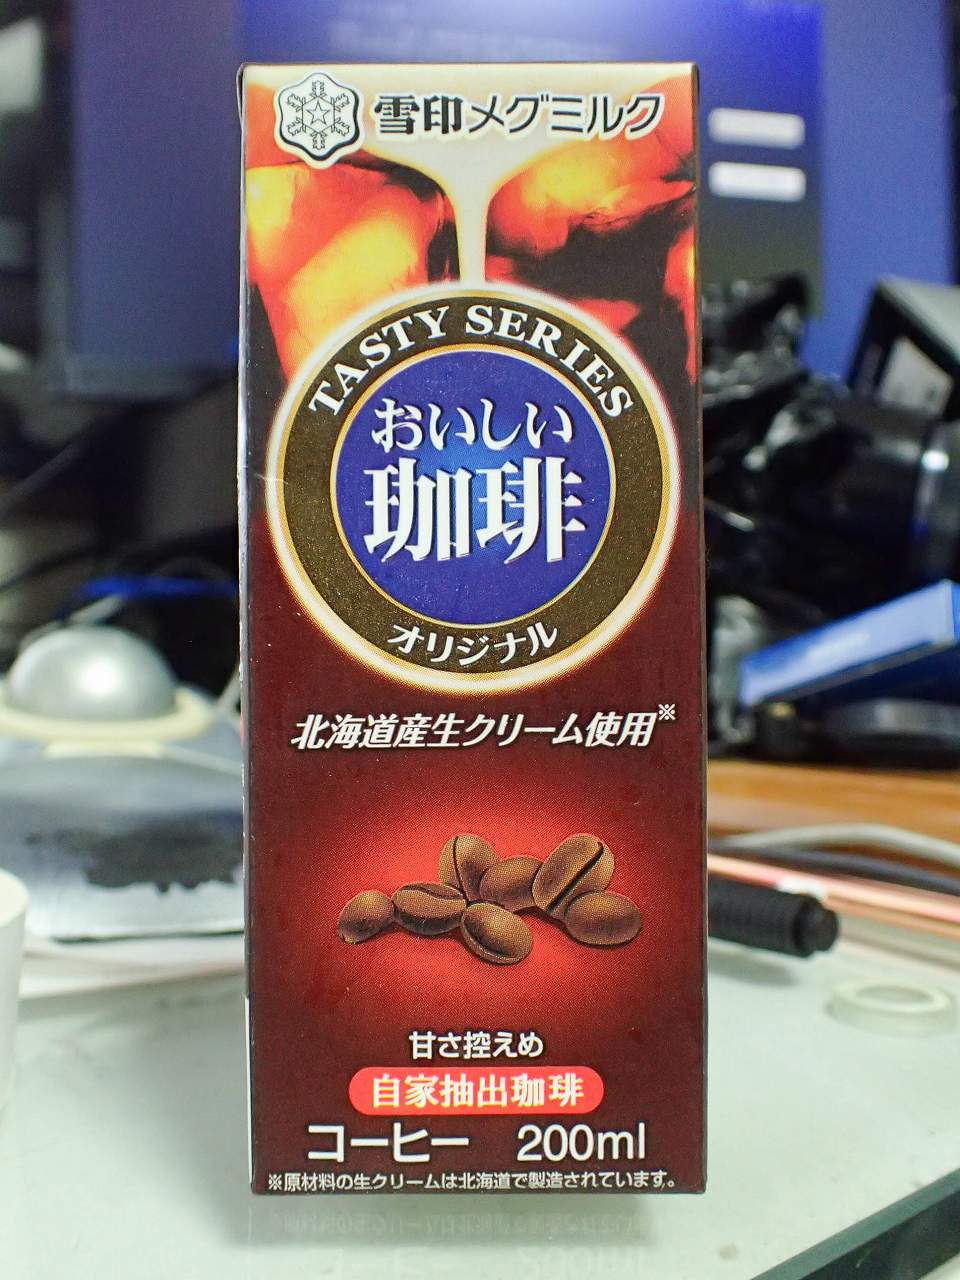 雪印メグミルク
TASTY SERIES
おいしい
珈琲
オリジナル
北海道産生クリーム使用※
甘さ控えめ
自家抽出珈琲
コーヒー 200ml
※原材料の生クリームは北海道で製造されています。